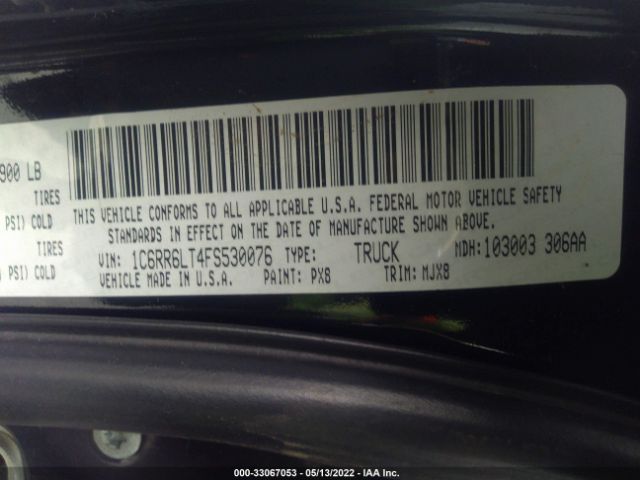 900 LB
TIRES
PSI) COLD
TIRES
PSI) COLD
THIS VEHICLE CONFORMS TO ALL APPLICABLE U.S.A. FEDERAL MOTOR VEHICLE SAFETY
STANDARDS IN EFFECT ON THE DATE OF MANUFACTURE SHOWN ABOVE.
VIN: 1C6RR6LT4FS530076 TYPE: TRUCK MDH:103003 306AA
VEHICLE MADE IN U.S.A. PAINT: PX8 TRIM: MJX8
000-33067053 - 05/13/2022 - IAA Inc.